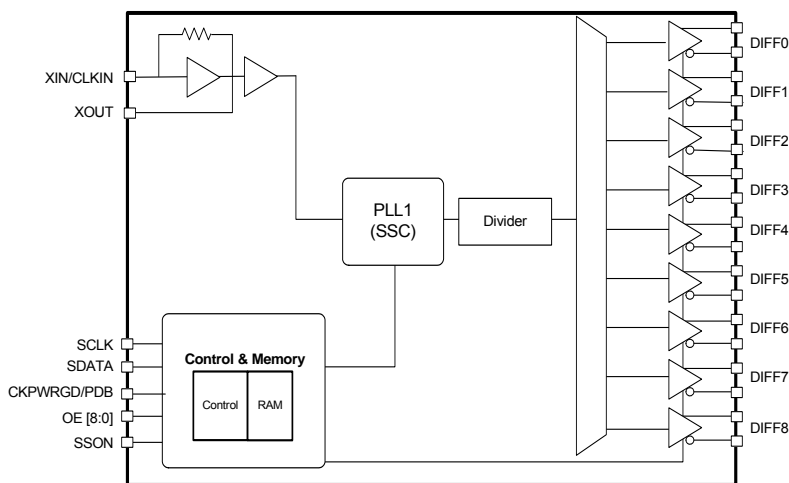 XIN/CLKIN
XOUT
PLL1
(SSC)
Divider
DIFF0
DIFF1
DIFF2
DIFF3
DIFF4
DIFF5
DIFF6
DIFF7
DIFF8
SCLK
SDATA
CKPWRGD/PDB
OE [8:0]
SSON
Control & Memory
Control
RAM